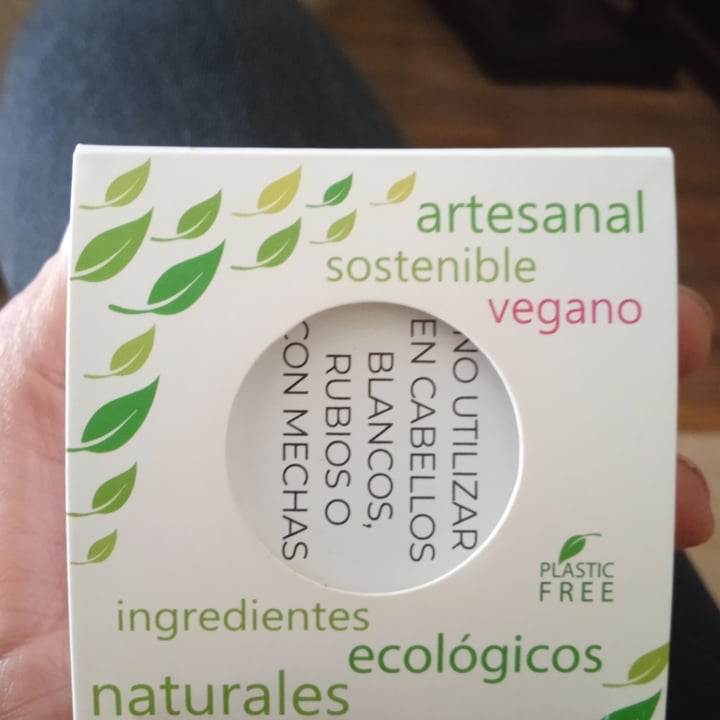 artesanal
sostenible
vegano
NO UTILIZAR
EN CABELLOS
BLANCOS,
RUBIOS O
CON MECHAS
PLASTIC
FREE
ingredientes
ecológicos
naturales